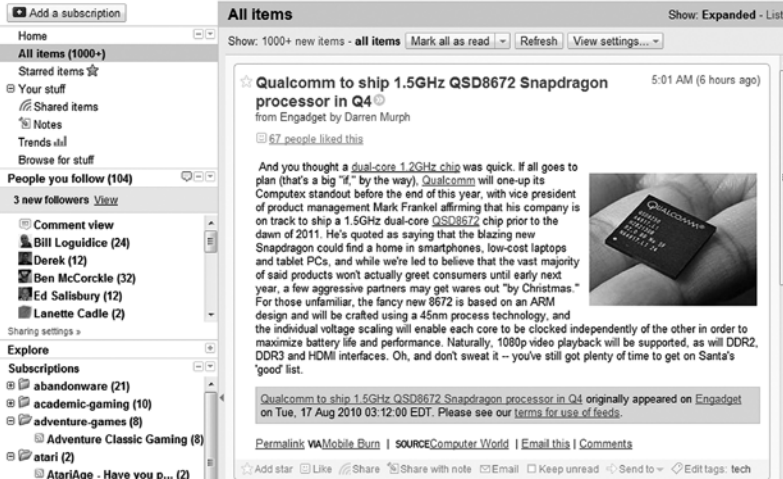 Add a subscription
Home
All items (1000+)
Starred items
Your stuff
Shared items
Notes
Trends
Browse for stuff
People you follow (104)
3 new followers View
Comment view
Bill Loguidice (24)
Derek (12)
Ben McCorckle (32)
Ed Salisbury (12)
Lanette Cadle (2)
Sharing settings »
Explore
Subscriptions
abandonware (21)
academic-gaming (10)
adventure-games (8)
Adventure Classic Gaming (8)
atari (2)
AtariAge - Have you p... (2)
All items
Show: Expanded - List
Show: 1000+ new items - all items Mark all as read Refresh View settings...
Qualcomm to ship 1.5GHz QSD8672 Snapdragon
processor in Q4
5:01 AM (6 hours ago)
from Engadget by Darren Murph
67 people liked this
And you thought a dual-core 1.2GHz chip was quick. If all goes to
plan (that's a big "if," by the way), Qualcomm will one-up its
Computex standout before the end of this year, with vice president
of product management Mark Frankel affirming that his company is
on track to ship a 1.5GHz dual-core QSD8672 chip prior to the
dawn of 2011. He's quoted as saying that the blazing new
Snapdragon could find a home in smartphones, low-cost laptops
and tablet PCs, and while we're led to believe that the vast majority
of said products won't actually greet consumers until early next
year, a few aggressive partners may get wares out "by Christmas."
For those unfamiliar, the fancy new 8672 is based on an ARM
design and will be crafted using a 45nm process technology, and
the individual voltage scaling will enable each core to be clocked independently of the other in order to
maximize battery life and performance. Naturally, 1080p video playback will be supported, as will DDR2,
DDR3 and HDMI interfaces. Oh, and don't sweat it -- you've still got plenty of time to get on Santa's
'good' list.
QUALCOMM
Qualcomm to ship 1.5GHz QSD8672 Snapdragon processor in Q4 originally appeared on Engadget
on Tue, 17 Aug 2010 03:12:00 EDT. Please see our terms for use of feeds.
Permalink VIA Mobile Burn | SOURCE Computer World | Email this | Comments
Add star Like Share Share with note Email Keep unread Send to Edit tags: tech